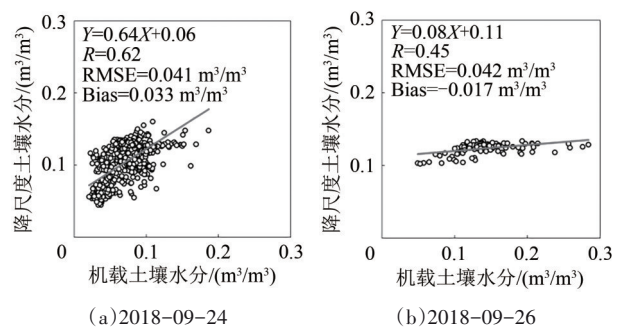 0.3
0.2
0.1
0
0.1
0.2
0.3
降尺度土壤水分/(m³/m³)
Y=0.64X+0.06
R=0.62
RMSE=0.041 m³/m³
Bias=0.033 m³/m³
机载土壤水分/(m³/m³)
(a)2018-09-24
0.3
0.2
0.1
0
0.1
0.2
0.3
降尺度土壤水分/(m³/m³)
Y=0.08X+0.11
R=0.45
RMSE=0.042 m³/m³
Bias=-0.017 m³/m³
机载土壤水分/(m³/m³)
(b)2018-09-26